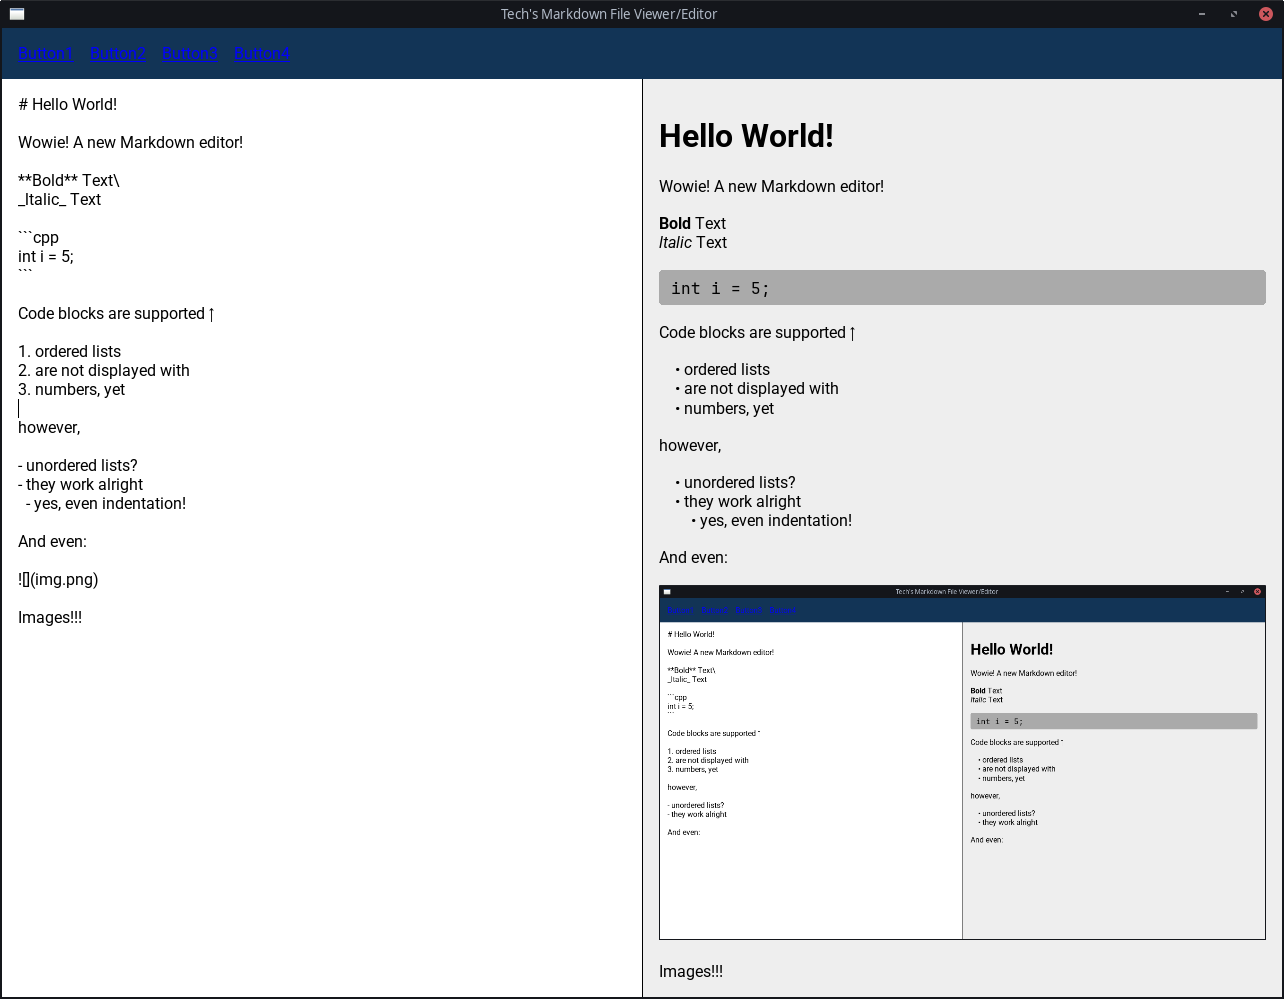 Tech's Markdown File Viewer/Editor
Button1 Button2 Button3 Button4
# Hello World!
Wowie! A new Markdown editor!
**Bold** Text\
_Italic_ Text
```cpp
int i = 5;
```
Code blocks are supported ↑
1. ordered lists
2. are not displayed with
3. numbers, yet
however,
- unordered lists?
- they work alright
  - yes, even indentation!
And even:
![](img.png)
Images!!!
Hello World!
Wowie! A new Markdown editor!
Bold Text
Italic Text
int i = 5;
Code blocks are supported ↑
• ordered lists
• are not displayed with
• numbers, yet
however,
• unordered lists?
• they work alright
• yes, even indentation!
And even:
Tech's Markdown File Viewer/Editor
Button1 Button2 Button3 Button4
# Hello World!
Wowie! A new Markdown editor!
**Bold** Text\
_Italic_ Text
```cpp
int i = 5;
```
Code blocks are supported ↑
1. ordered lists
2. are not displayed with
3. numbers, yet
however,
- unordered lists?
- they work alright
And even:
Hello World!
Wowie! A new Markdown editor!
Bold Text
Italic Text
int i = 5;
Code blocks are supported ↑
• ordered lists
• are not displayed with
• numbers, yet
however,
• unordered lists?
• they work alright
And even:
Images!!!